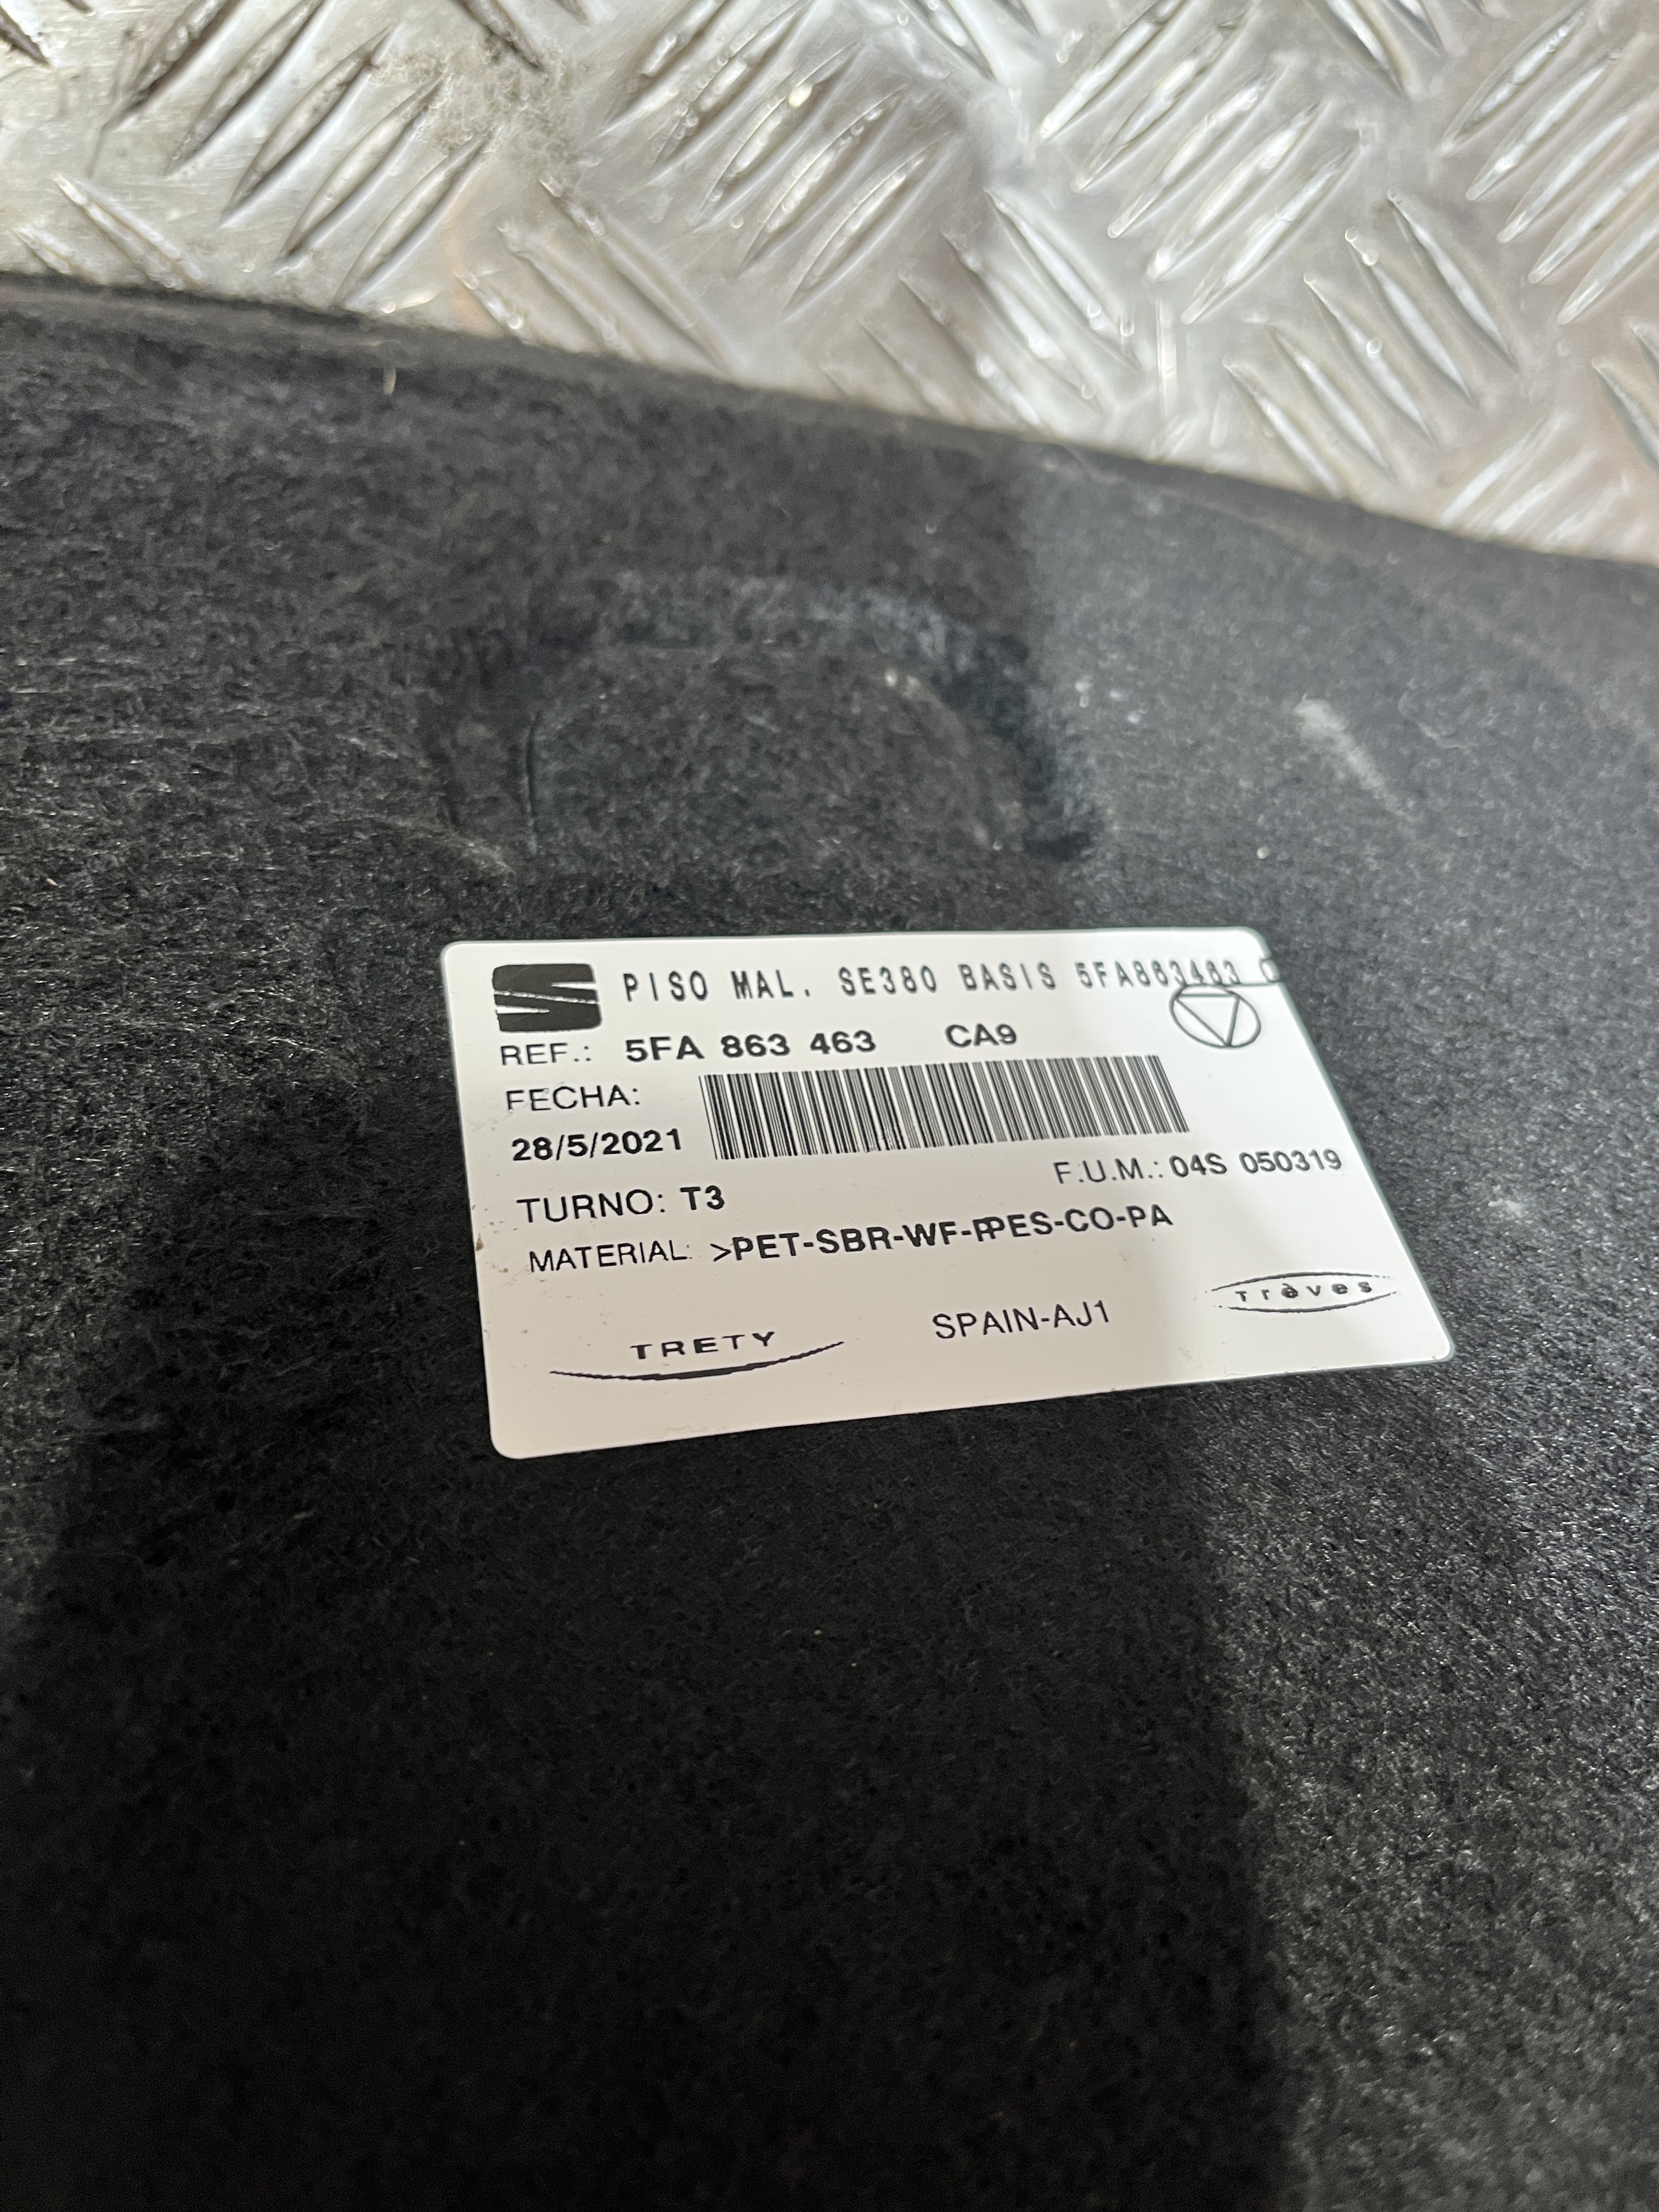 PISO MAL. SE380 BASIS 5FA863463
REF.: 5FA 863 463 CA9
FECHA:
28/5/2021
F.U.M.: 04S 050319
TURNO: T3
MATERIAL: >PET-SBR-WF-PPES-CO-PA
TRETY
SPAIN-AJ1
Trèves